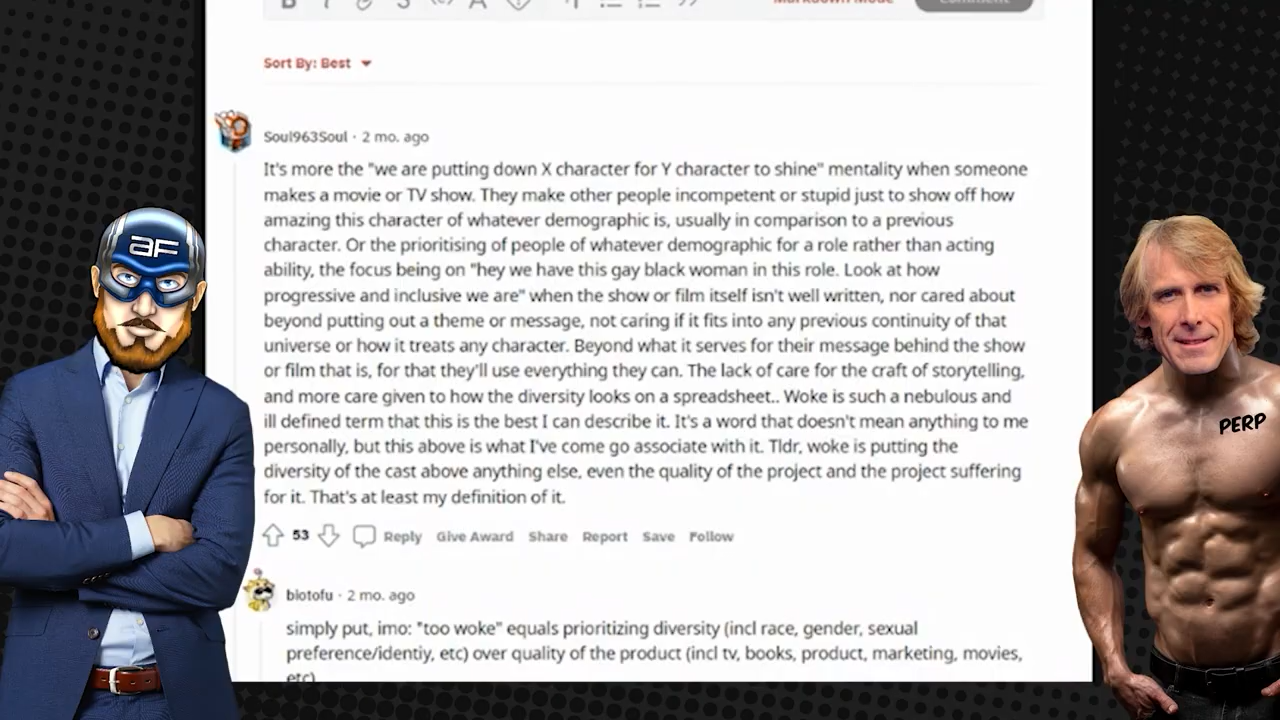 Markdown Mode
Comment
Sort By: Best
Soul963Soul · 2 mo. ago
It's more the "we are putting down X character for Y character to shine" mentality when someone
makes a movie or TV show. They make other people incompetent or stupid just to show off how
amazing this character of whatever demographic is, usually in comparison to a previous
character. Or the prioritising of people of whatever demographic for a role rather than acting
ability, the focus being on "hey we have this gay black woman in this role. Look at how
progressive and inclusive we are" when the show or film itself isn't well written, nor cared about
beyond putting out a theme or message, not caring if it fits into any previous continuity of that
universe or how it treats any character. Beyond what it serves for their message behind the show
or film that is, for that they'll use everything they can. The lack of care for the craft of storytelling,
and more care given to how the diversity looks on a spreadsheet.. Woke is such a nebulous and
ill defined term that this is the best I can describe it. It's a word that doesn't mean anything to me
personally, but this above is what I've come go associate with it. Tldr, woke is putting the
diversity of the cast above anything else, even the quality of the project and the project suffering
for it. That's at least my definition of it.
53 Reply Give Award Share Report Save Follow
biotofu · 2 mo. ago
simply put, imo: "too woke" equals prioritizing diversity (incl race, gender, sexual
preference/identiy, etc) over quality of the product (incl tv, books, product, marketing, movies,
etc)
AF
PERP